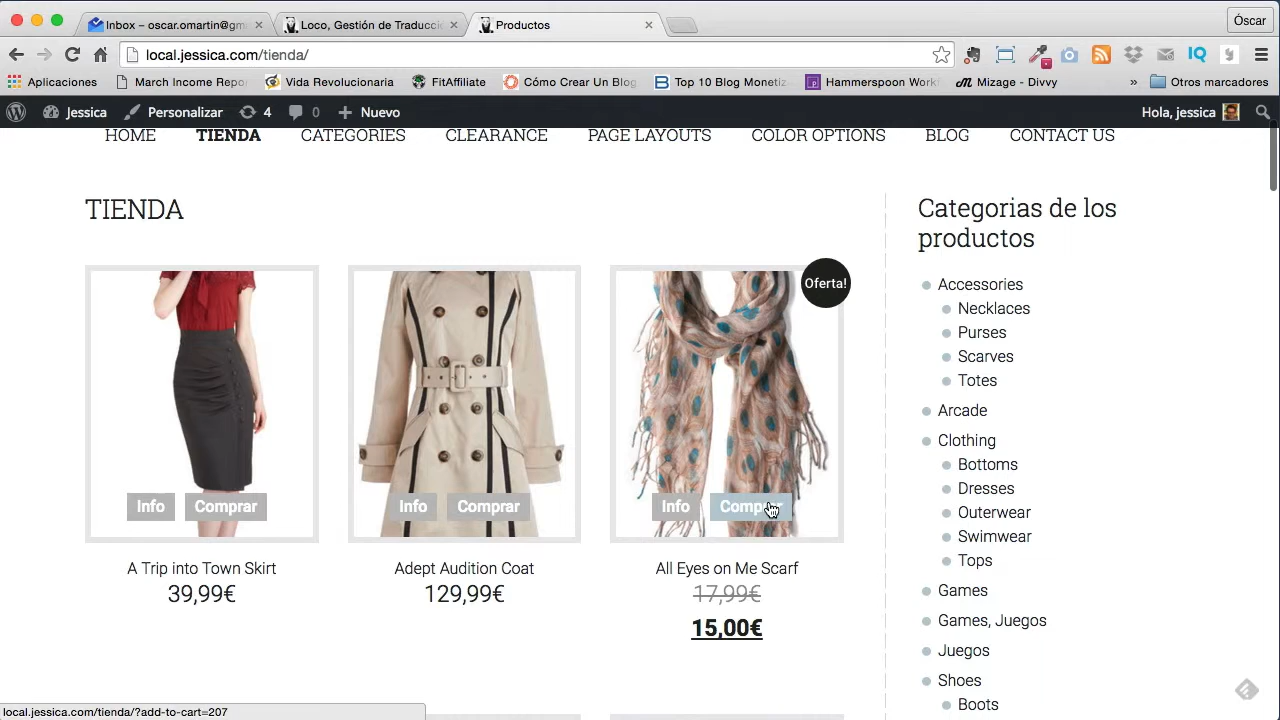 Inbox – oscar.omartin@gm
Loco, Gestión de Traducci
Productos
Óscar
local.jessica.com/tienda/
IQ
Aplicaciones
March Income Repo
Vida Revolucionaria
FitAffiliate
Cómo Crear Un Blog
Top 10 Blog Monetiz
Hammerspoon Workf
Mizage - Divvy
»
Otros marcadores
Jessica
Personalizar
4
0
Nuevo
Hola, jessica
HOME
TIENDA
CATEGORIES
CLEARANCE
PAGE LAYOUTS
COLOR OPTIONS
BLOG
CONTACT US
TIENDA
Oferta!
Info
Comprar
Info
Comprar
Info
A Trip into Town Skirt
39,99€
Adept Audition Coat
129,99€
All Eyes on Me Scarf
17,99€
15,00€
Categorias de los
productos
Accessories
Necklaces
Purses
Scarves
Totes
Arcade
Clothing
Bottoms
Dresses
Outerwear
Swimwear
Tops
Games
Games, Juegos
Juegos
Shoes
Boots
local.jessica.com/tienda/?add-to-cart=207